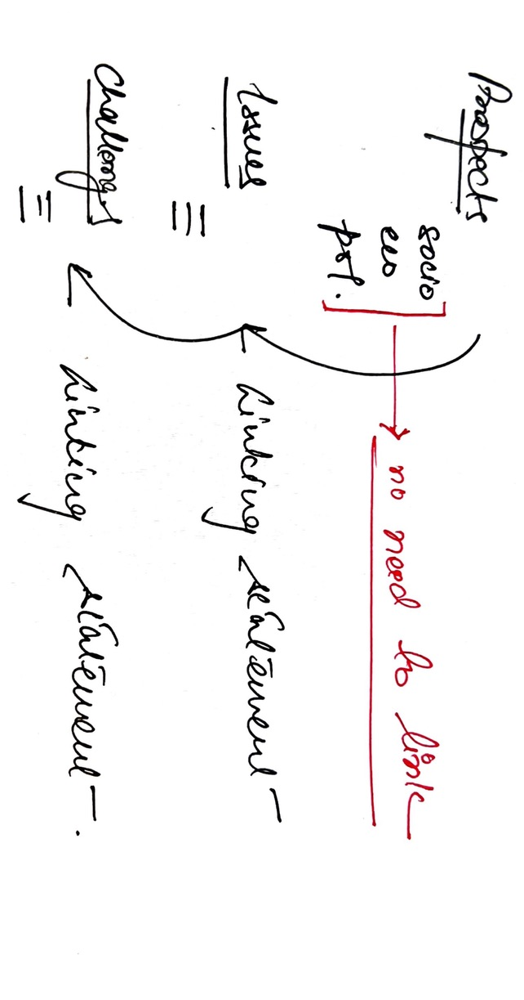 Prospects
socio
eco
pol.
no need to link
Issues
Linking statement
Challenges
Linking statement.